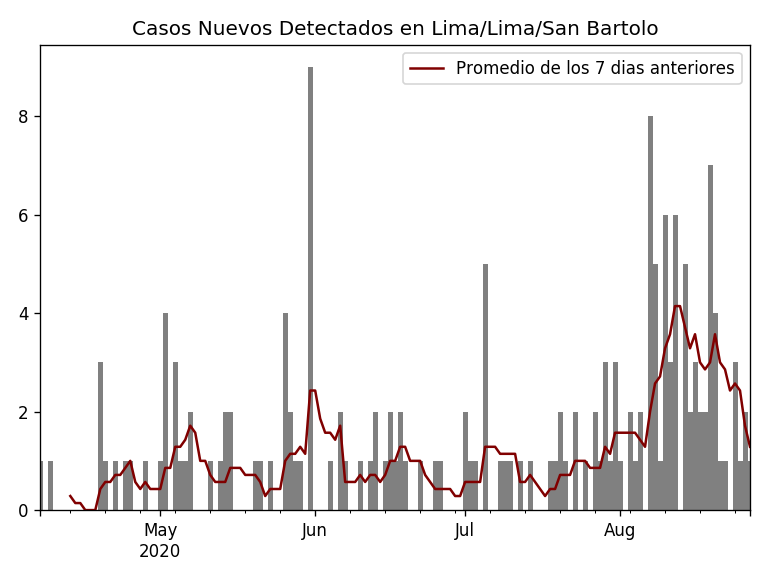 Casos Nuevos Detectados en Lima/Lima/San Bartolo
Promedio de los 7 dias anteriores
8
6
4
2
0
May
2020
Jun
Jul
Aug